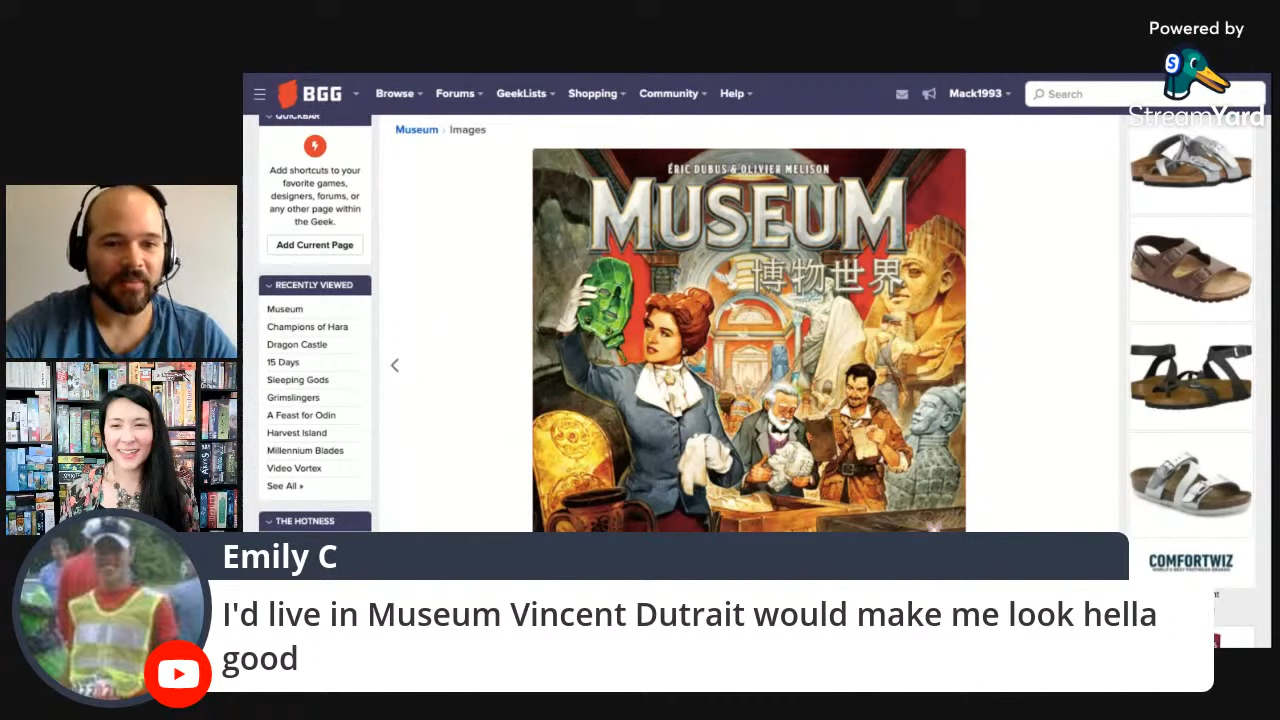 Powered by
StreamYard
BGG
Browse
Forums
GeekLists
Shopping
Community
Help
Mack1993
Search
QUICKBAR
Add shortcuts to your
favorite games,
designers, forums, or
any other page within
the Geek.
Add Current Page
RECENTLY VIEWED
Museum
Champions of Hara
Dragon Castle
15 Days
Sleeping Gods
Grimslingers
A Feast for Odin
Harvest Island
Millennium Blades
Video Vortex
See All »
THE HOTNESS
Museum › Images
ÉRIC DUBUS & OLIVIER MELISON
MUSEUM
博物世界
COMFORTWIZ
Emily C
I'd live in Museum Vincent Dutrait would make me look hella
good